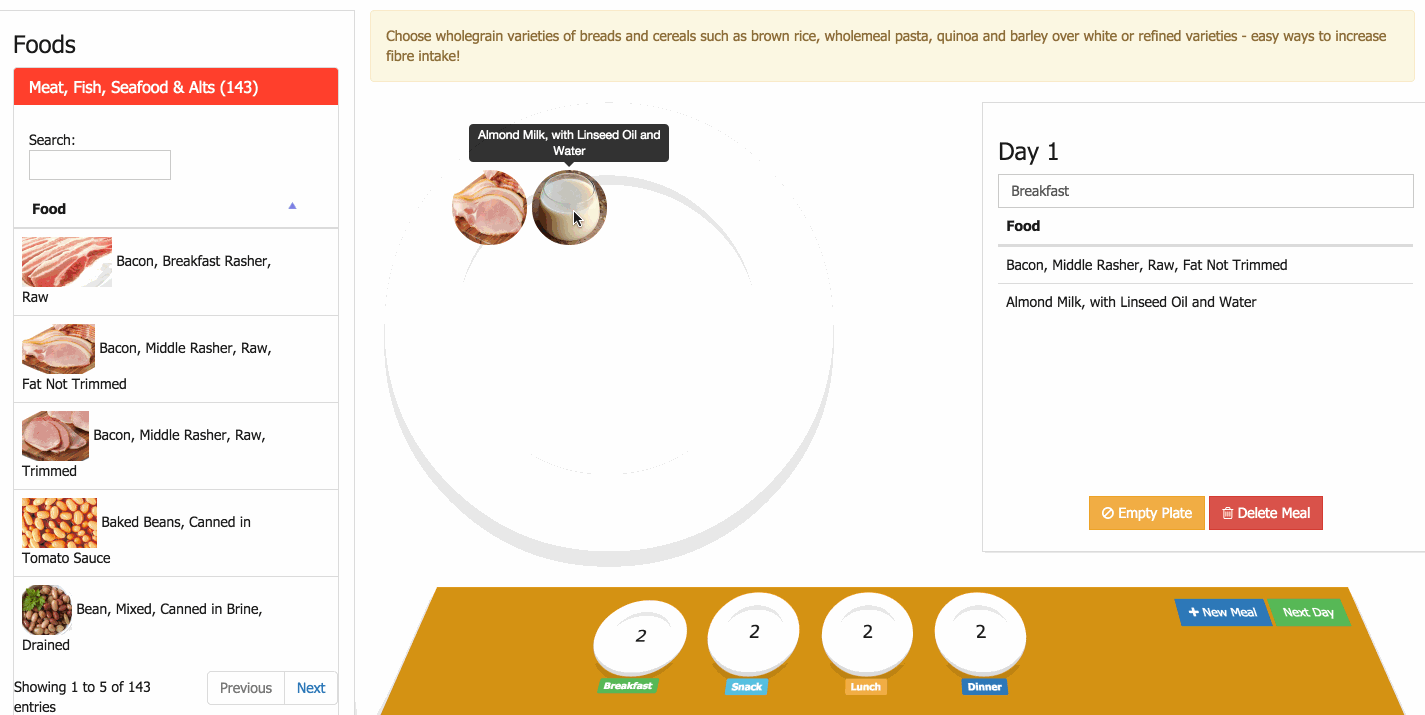 Foods
Meat, Fish, Seafood & Alts (143)
Search:
Food
Bacon, Breakfast Rasher,
Raw
Bacon, Middle Rasher, Raw,
Fat Not Trimmed
Bacon, Middle Rasher, Raw,
Trimmed
Baked Beans, Canned in
Tomato Sauce
Bean, Mixed, Canned in Brine,
Drained
Showing 1 to 5 of 143
entries
Previous
Next
Choose wholegrain varieties of breads and cereals such as brown rice, wholemeal pasta, quinoa and barley over white or refined varieties - easy ways to increase
fibre intake!
Almond Milk, with Linseed Oil and
Water
Day 1
Breakfast
Food
Bacon, Middle Rasher, Raw, Fat Not Trimmed
Almond Milk, with Linseed Oil and Water
Empty Plate
Delete Meal
New Meal
Next Day
2
2
2
2
Breakfast
Snack
Lunch
Dinner